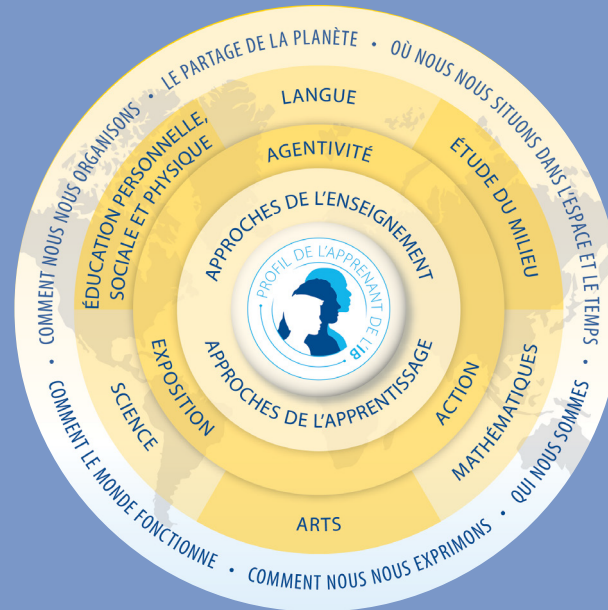 COMMENT NOUS NOUS ORGANISONS • LE PARTAGE DE LA PLANÈTE • OÙ NOUS NOUS SITUONS DANS L'ESPACE ET LE TEMPS •
QUI NOUS SOMMES •
COMMENT NOUS NOUS EXPRIMONS •
COMMENT LE MONDE FONCTIONNE •
LANGUE
ÉTUDE DU MILIEU
MATHÉMATIQUES
ARTS
SCIENCE
ÉDUCATION PERSONNELLE,
SOCIALE ET PHYSIQUE
AGENTIVITÉ
ACTION
EXPOSITION
APPROCHES DE L'ENSEIGNEMENT
APPROCHES DE L'APPRENTISSAGE
PROFIL DE L'APPRENANT DE L'IB